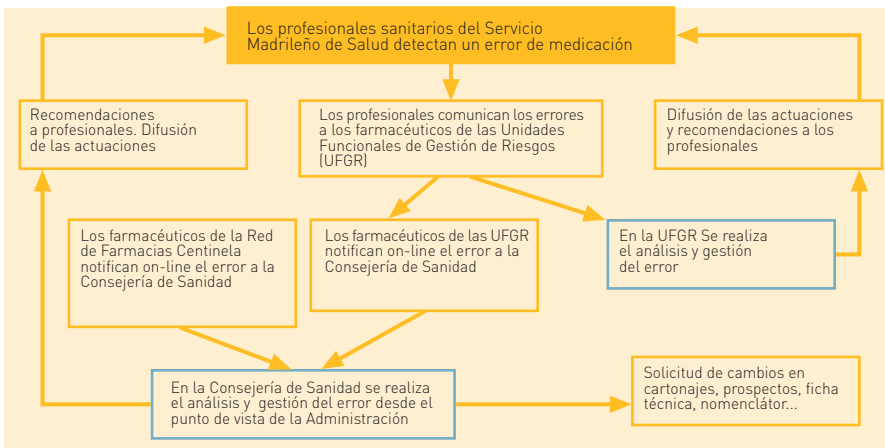 Los profesionales sanitarios del Servicio
Madrileño de Salud detectan un error de medicación
Recomendaciones
a profesionales. Difusión
de las actuaciones
Los profesionales comunican los errores
a los farmacéuticos de las Unidades
Funcionales de Gestión de Riesgos
(UFGR)
Difusión de las actuaciones
y recomendaciones a los
profesionales
Los farmacéuticos de la Red
de Farmacias Centinela
notifican on-line el error a la
Consejería de Sanidad
Los farmacéuticos de las UFGR
notifican on-line el error a la
Consejería de Sanidad
En la UFGR Se realiza
el análisis y gestión
del error
En la Consejería de Sanidad se realiza
el análisis y gestión del error desde el
punto de vista de la Administración
Solicitud de cambios en
cartonajes, prospectos, ficha
técnica, nomenclátor...